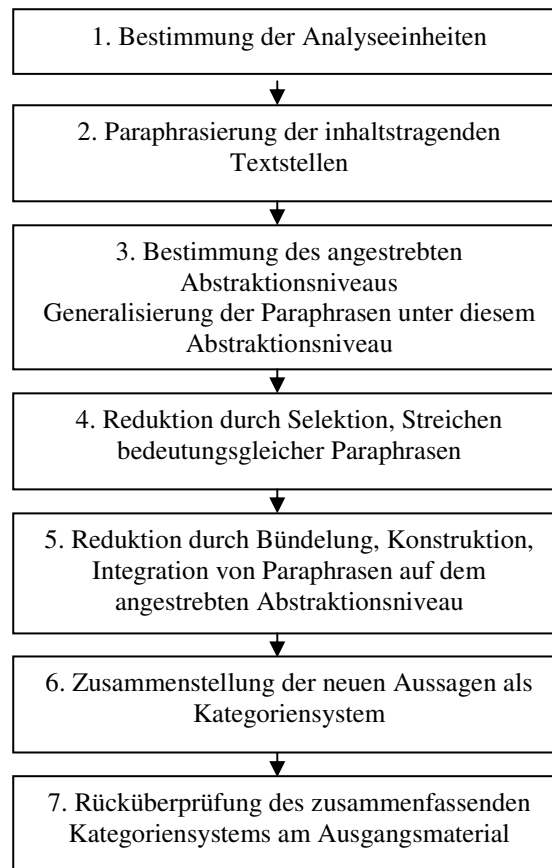 1. Bestimmung der Analyseeinheiten
2. Paraphrasierung der inhaltstragenden
Textstellen
3. Bestimmung des angestrebten
Abstraktionsniveaus
Generalisierung der Paraphrasen unter diesem
Abstraktionsniveau
4. Reduktion durch Selektion, Streichen
bedeutungsgleicher Paraphrasen
5. Reduktion durch Bündelung, Konstruktion,
Integration von Paraphrasen auf dem
angestrebten Abstraktionsniveau
6. Zusammenstellung der neuen Aussagen als
Kategoriensystem
7. Rücküberprüfung des zusammenfassenden
Kategoriensystems am Ausgangsmaterial